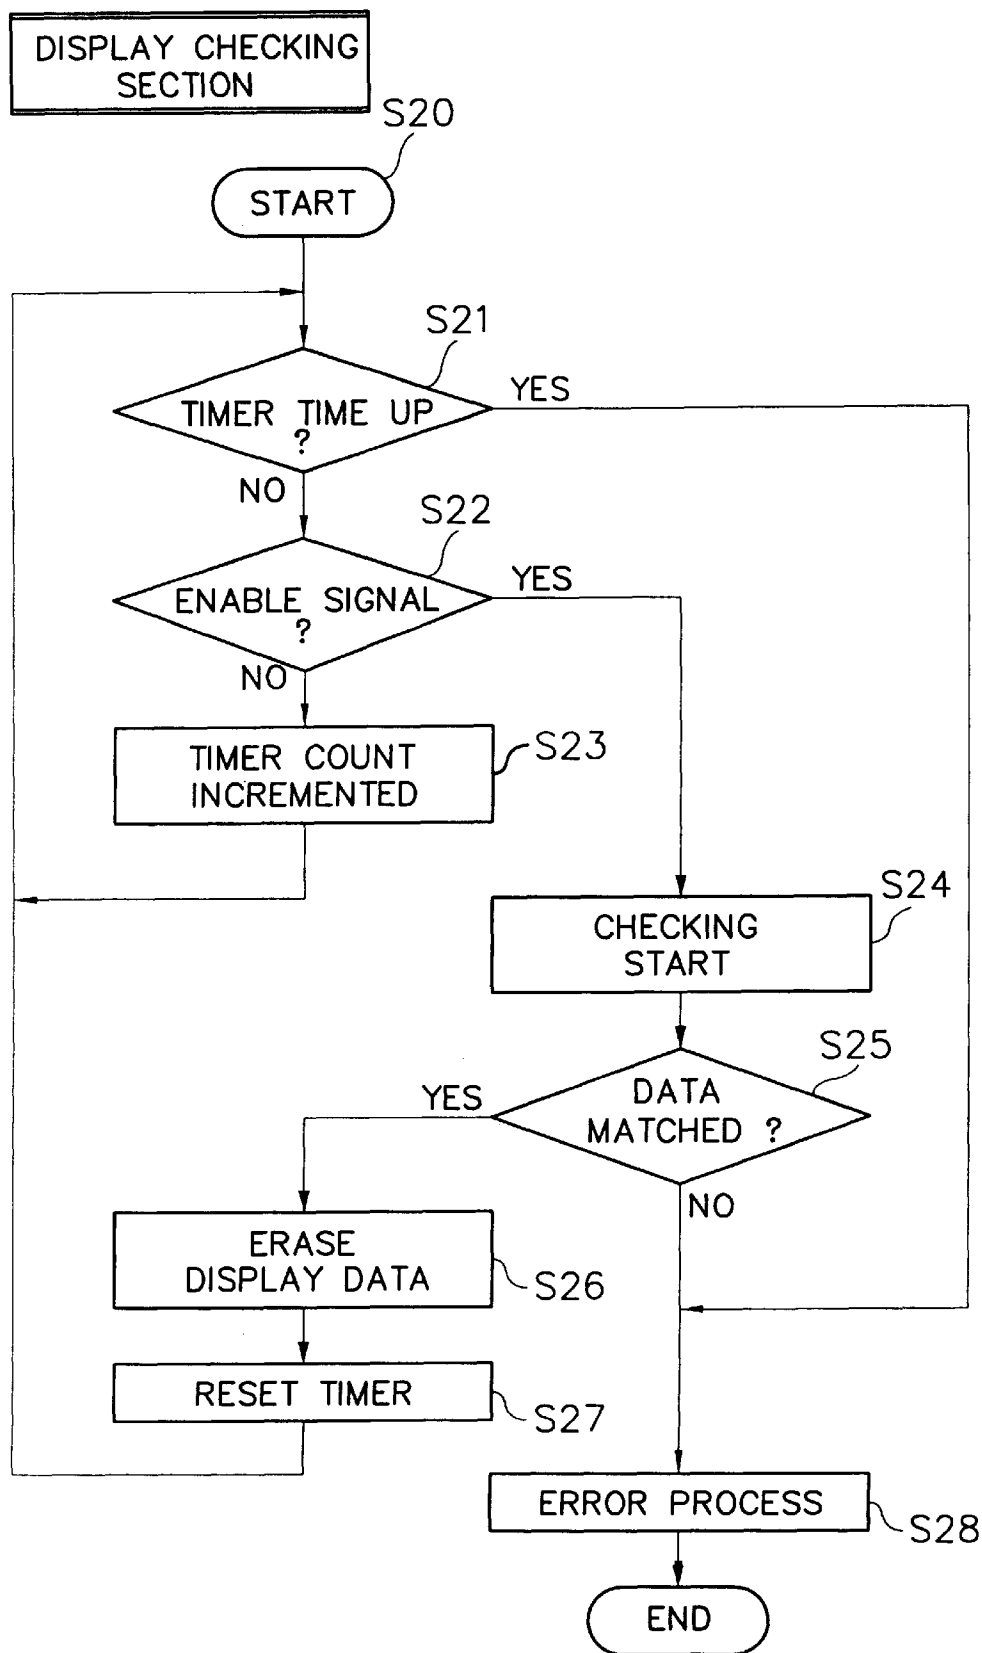 DISPLAY CHECKING
SECTION
S20
START
S21
YES
TIMER TIME UP
?
NO
S22
YES
ENABLE SIGNAL
?
NO
TIMER COUNT
INCREMENTED
S23
S24
CHECKING
START
S25
YES
DATA
MATCHED ?
NO
ERASE
DISPLAY DATA
S26
RESET TIMER
S27
ERROR PROCESS
S28
END